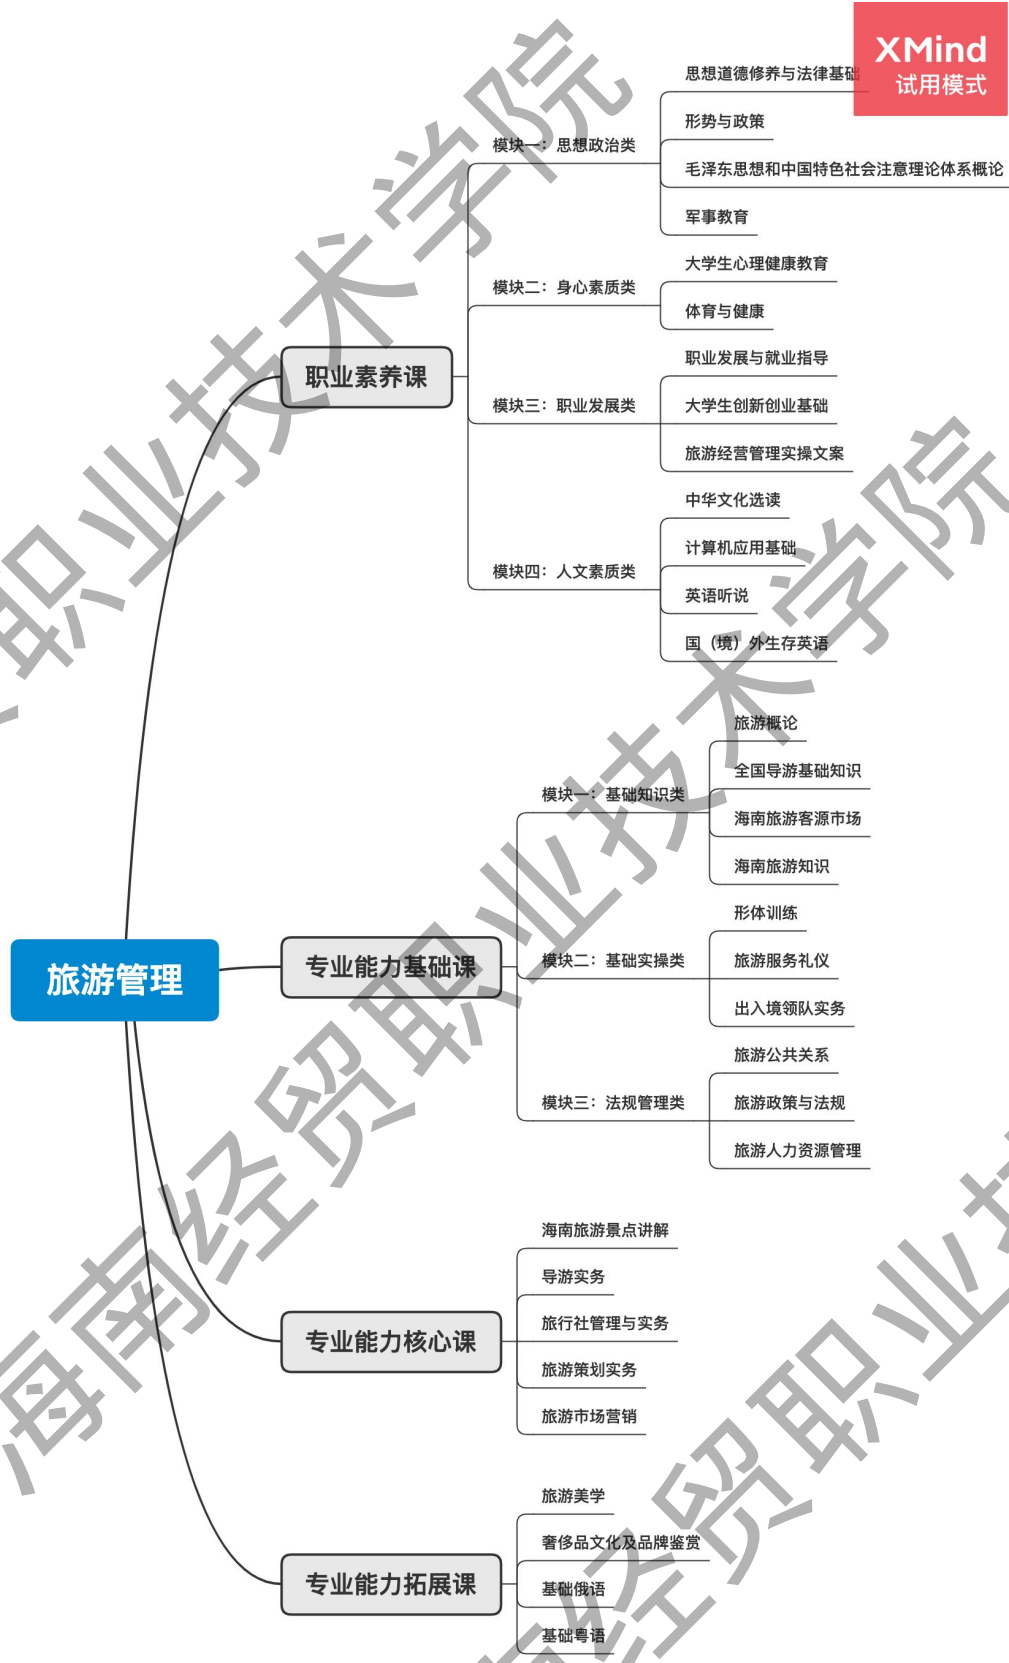 XMind
试用模式
思想道德修养与法律基础
形势与政策
模块一：思想政治类
毛泽东思想和中国特色社会注意理论体系概论
军事教育
大学生心理健康教育
模块二：身心素质类
体育与健康
职业发展与就业指导
职业素养课
模块三：职业发展类
大学生创新创业基础
旅游经营管理实操文案
中华文化选读
计算机应用基础
模块四：人文素质类
英语听说
国（境）外生存英语
旅游概论
全国导游基础知识
模块一：基础知识类
海南旅游客源市场
海南旅游知识
形体训练
旅游管理
专业能力基础课
模块二：基础实操类
旅游服务礼仪
出入境领队实务
旅游公共关系
模块三：法规管理类
旅游政策与法规
旅游人力资源管理
海南旅游景点讲解
导游实务
专业能力核心课
旅行社管理与实务
旅游策划实务
旅游市场营销
旅游美学
奢侈品文化及品牌鉴赏
专业能力拓展课
基础俄语
基础粤语
贸职业技术学院
海南经贸职业技术学院
南经贸职业技